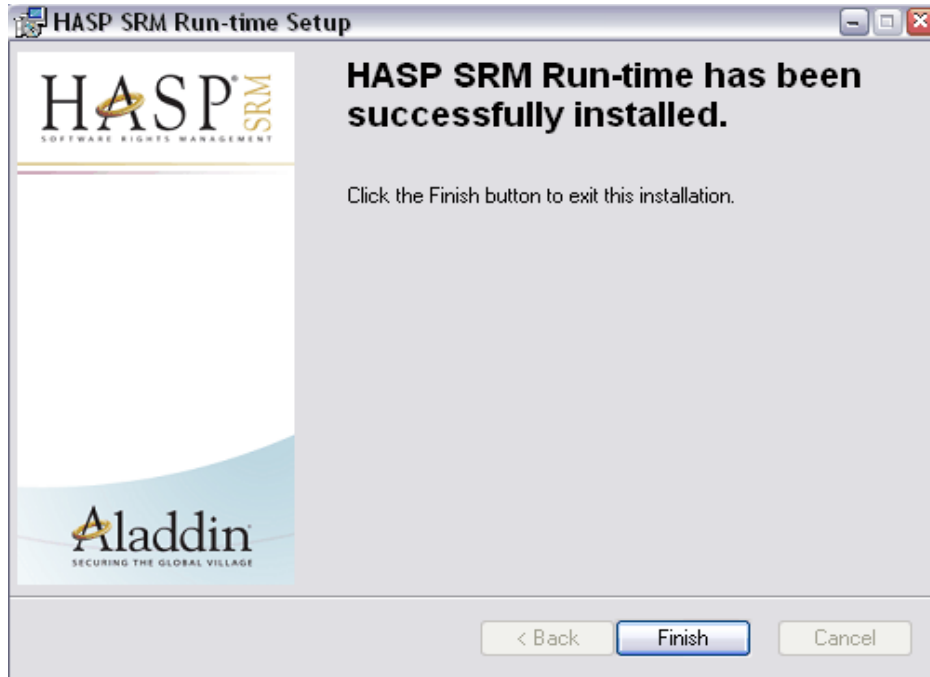 HASP SRM Run-time Setup
HASP SRM
SOFTWARE RIGHTS MANAGEMENT
HASP SRM Run-time has been
successfully installed.
Click the Finish button to exit this installation.
Aladdin
SECURING THE GLOBAL VILLAGE
< Back
Finish
Cancel